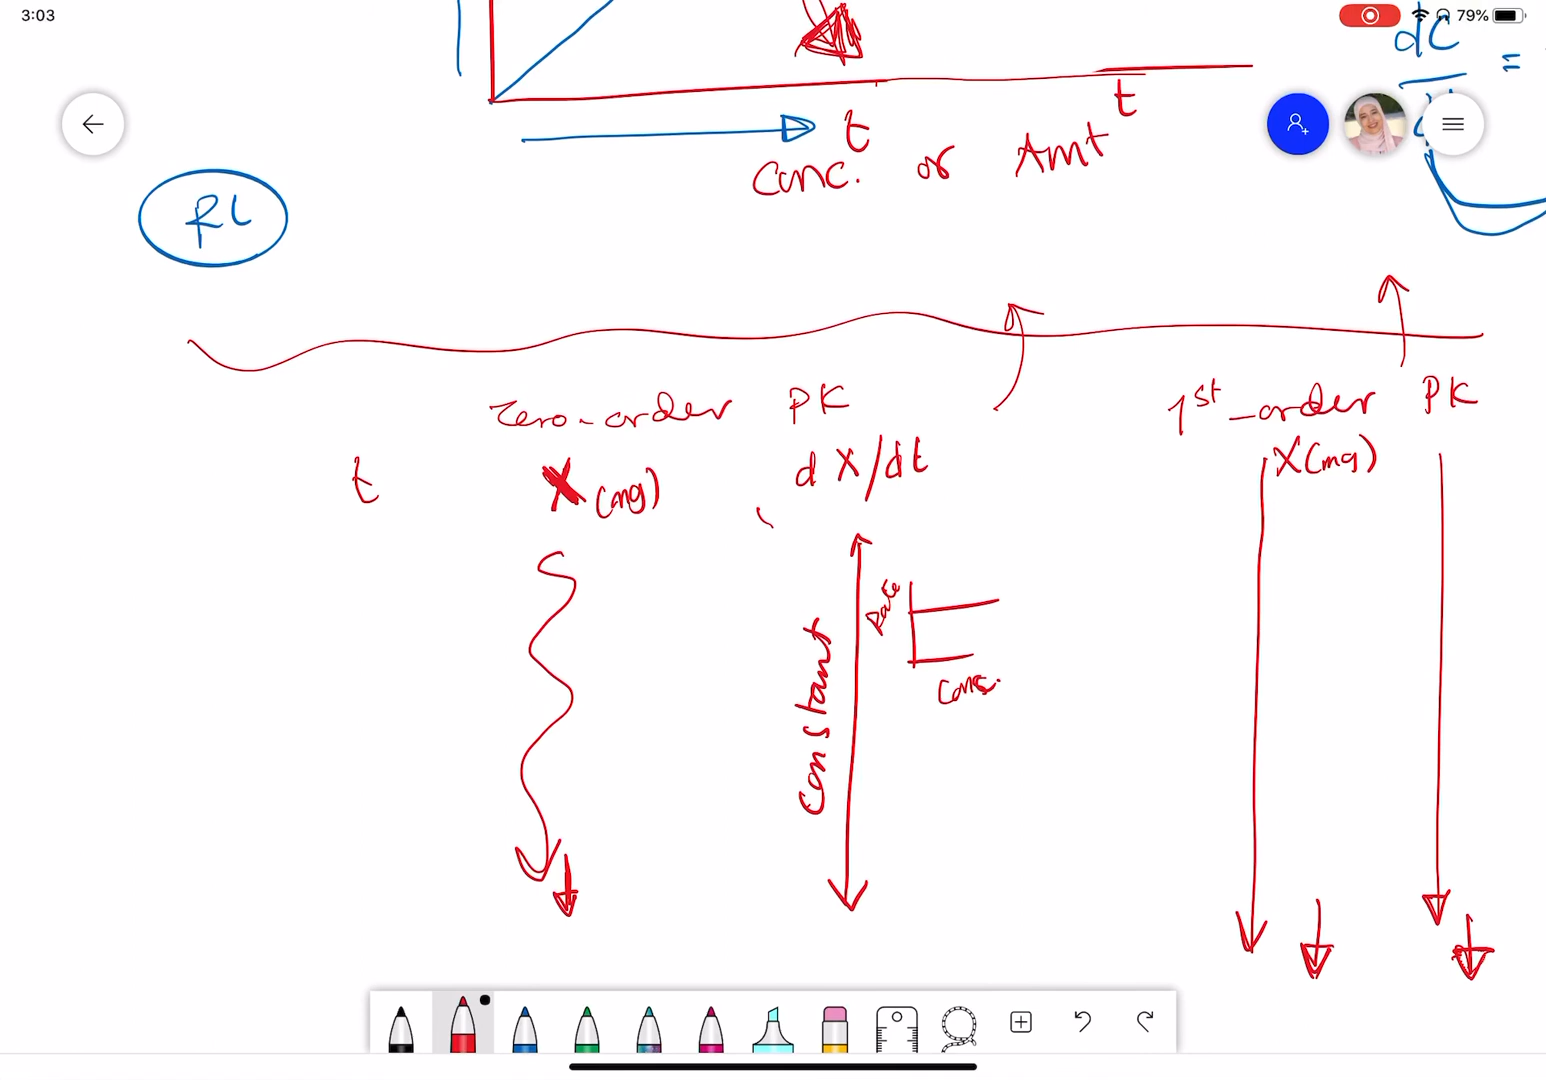 3:03
79%
dC
=
t
t
Conc. or Amt
RL
Zero-order PK
1st-order PK
t
X (mg)
dX/dt
X(mg)
Rate
Conc.
Constant